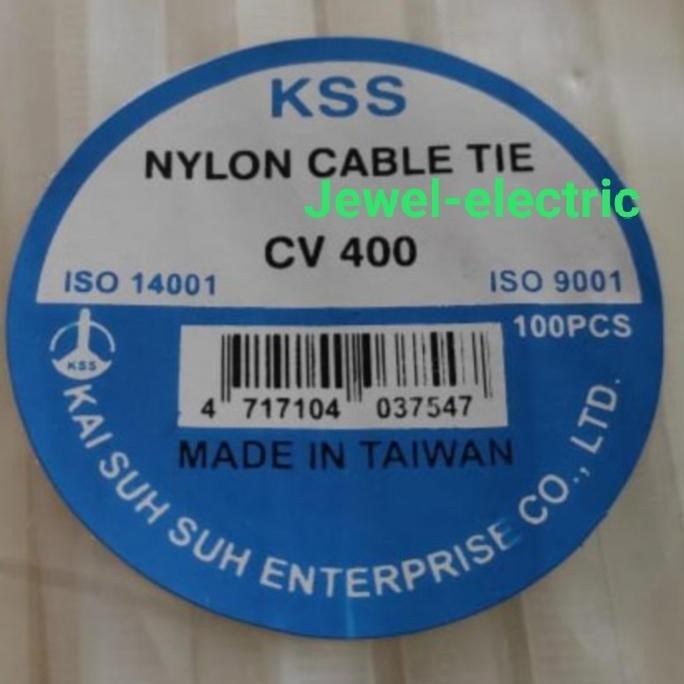 KSS
NYLON CABLE TIE
Jewel-electric
CV 400
ISO 14001 ISO 9001
100PCS
KSS
4 717104 037547
MADE IN TAIWAN
KAI SUH SUH ENTERPRISE CO., LTD.